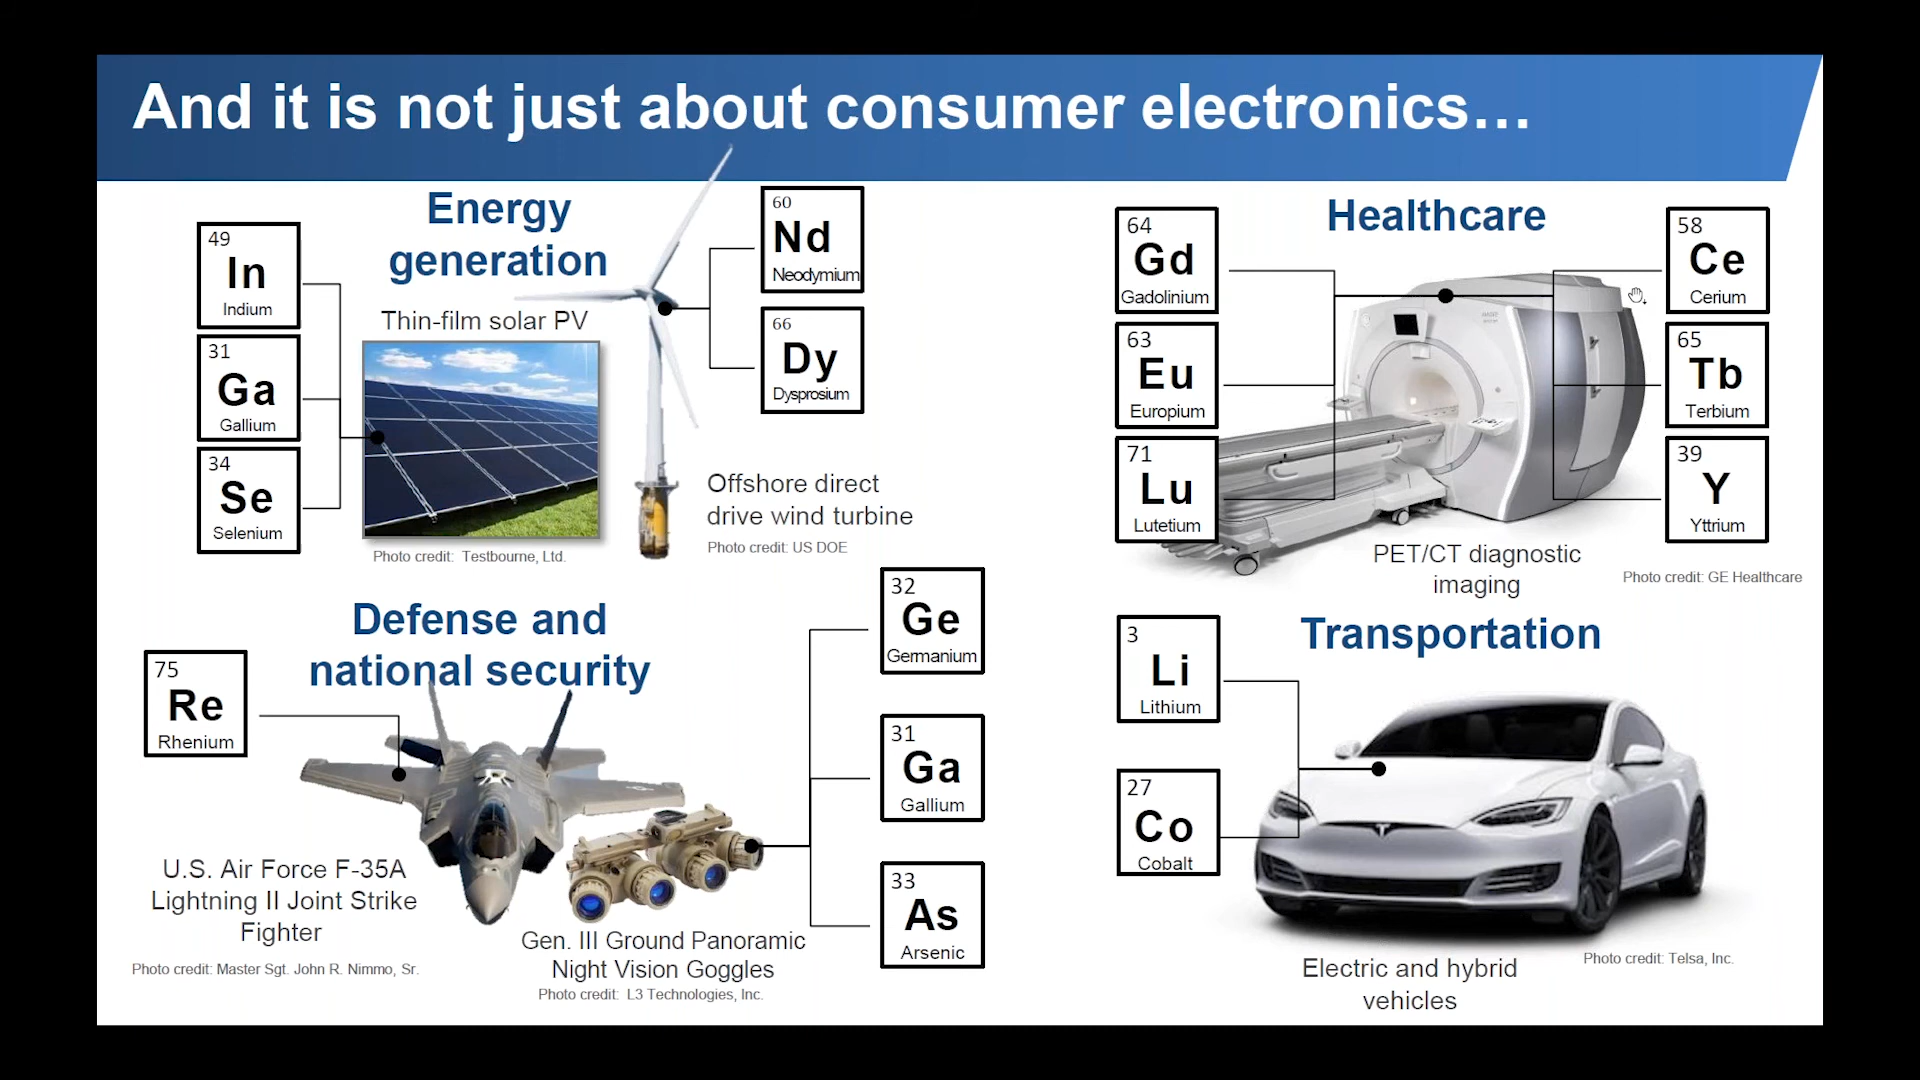 And it is not just about consumer electronics…
Energy
generation
49
In
Indium
31
Ga
Gallium
34
Se
Selenium
Thin-film solar PV
Photo credit: Testbourne, Ltd.
60
Nd
Neodymium
66
Dy
Dysprosium
Offshore direct
drive wind turbine
Photo credit: US DOE
Healthcare
64
Gd
Gadolinium
63
Eu
Europium
71
Lu
Lutetium
58
Ce
Cerium
65
Tb
Terbium
39
Y
Yttrium
PET/CT diagnostic
imaging
Photo credit: GE Healthcare
Defense and
national security
75
Re
Rhenium
U.S. Air Force F-35A
Lightning II Joint Strike
Fighter
Photo credit: Master Sgt. John R. Nimmo, Sr.
32
Ge
Germanium
31
Ga
Gallium
33
As
Arsenic
Gen. III Ground Panoramic
Night Vision Goggles
Photo credit: L3 Technologies, Inc.
Transportation
3
Li
Lithium
27
Co
Cobalt
Electric and hybrid
vehicles
Photo credit: Telsa, Inc.